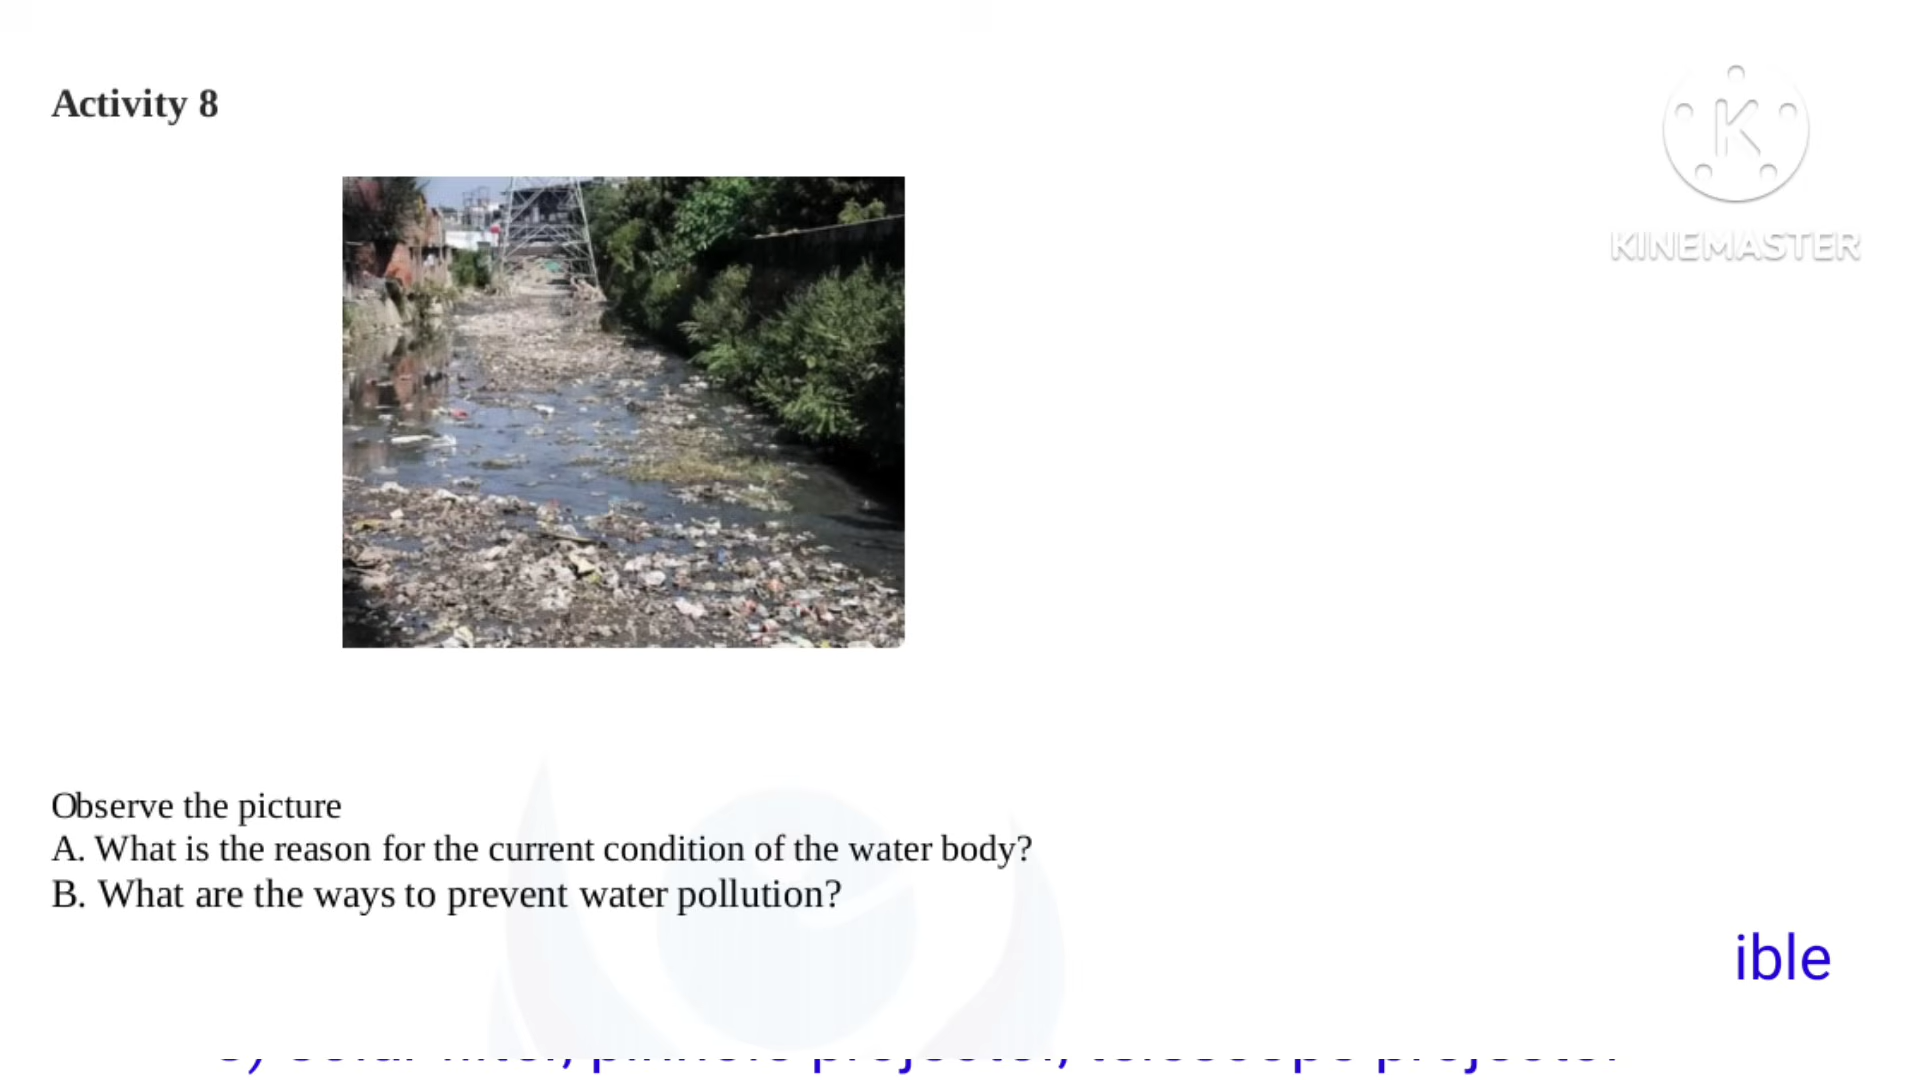 Activity 8
KINEMASTER
Observe the picture
A. What is the reason for the current condition of the water body?
B. What are the ways to prevent water pollution?
ible